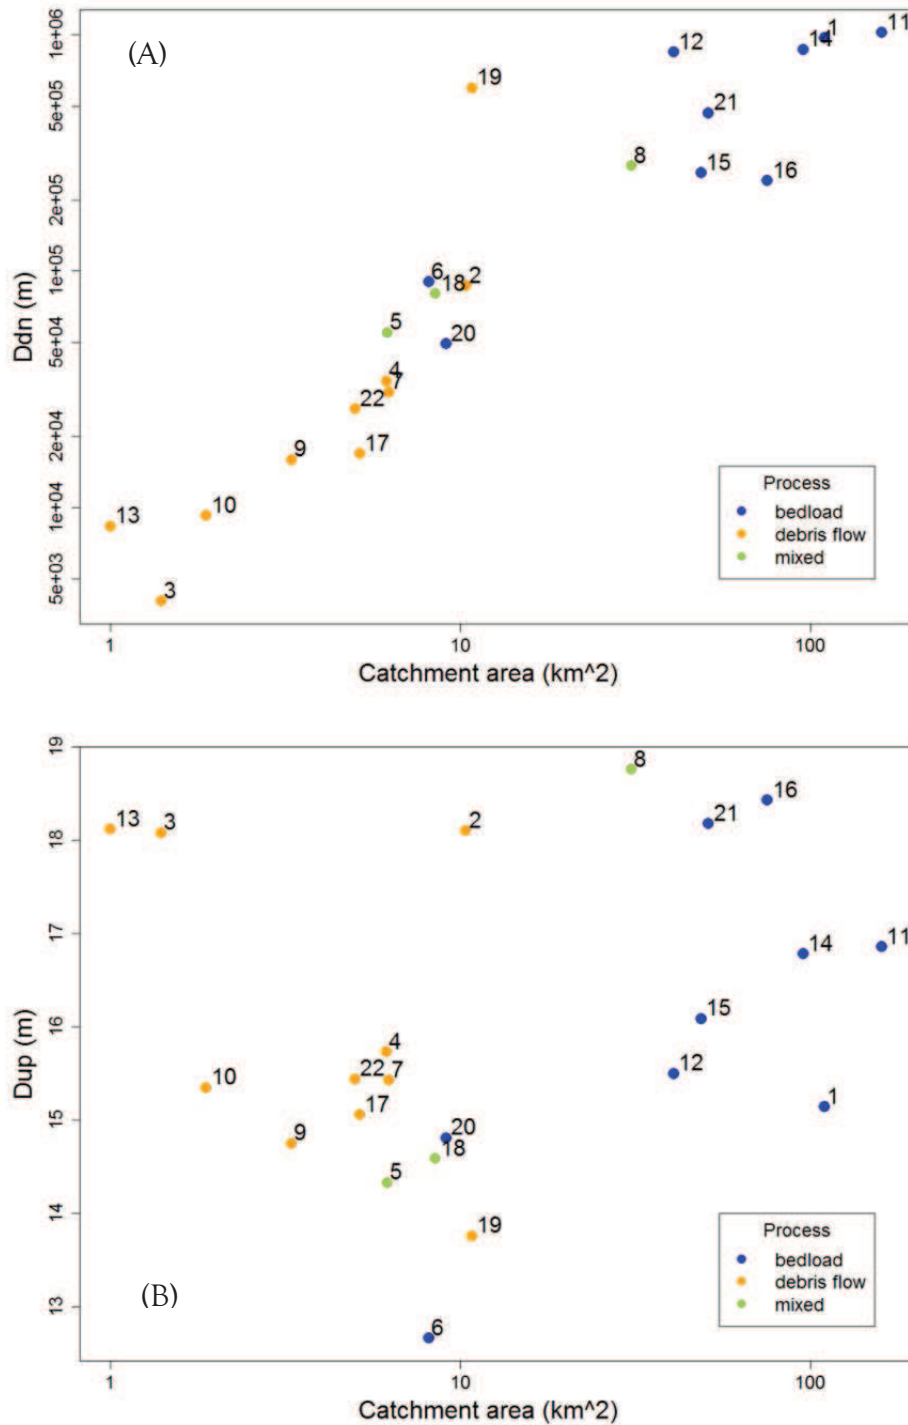 (A)
Ddn (m)
1e+06
5e+05
2e+05
1e+05
5e+04
2e+04
1e+04
5e+03
11
1
14
12
19
21
8
15
16
6
18
2
5
20
4
7
22
9
17
13
10
3
Process
bedload
debris flow
mixed
1
10
100
Catchment area (km^2)
Dup (m)
19
18
17
16
15
14
13
8
16
21
13
3
2
14
11
15
4
12
22
7
10
17
1
9
20
18
5
19
6
(B)
Process
bedload
debris flow
mixed
1
10
100
Catchment area (km^2)